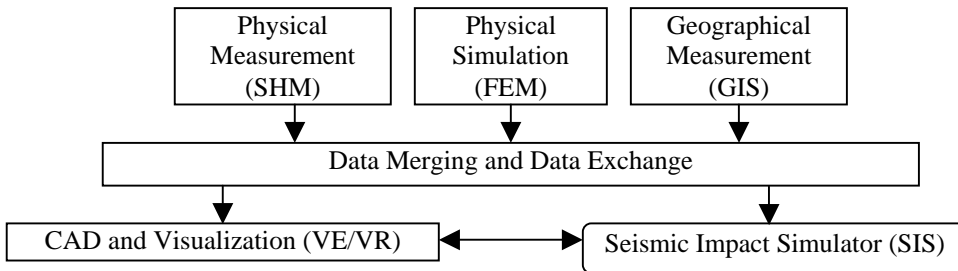 Physical
Measurement
(SHM)
Physical
Simulation
(FEM)
Geographical
Measurement
(GIS)
Data Merging and Data Exchange
CAD and Visualization (VE/VR)
Seismic Impact Simulator (SIS)